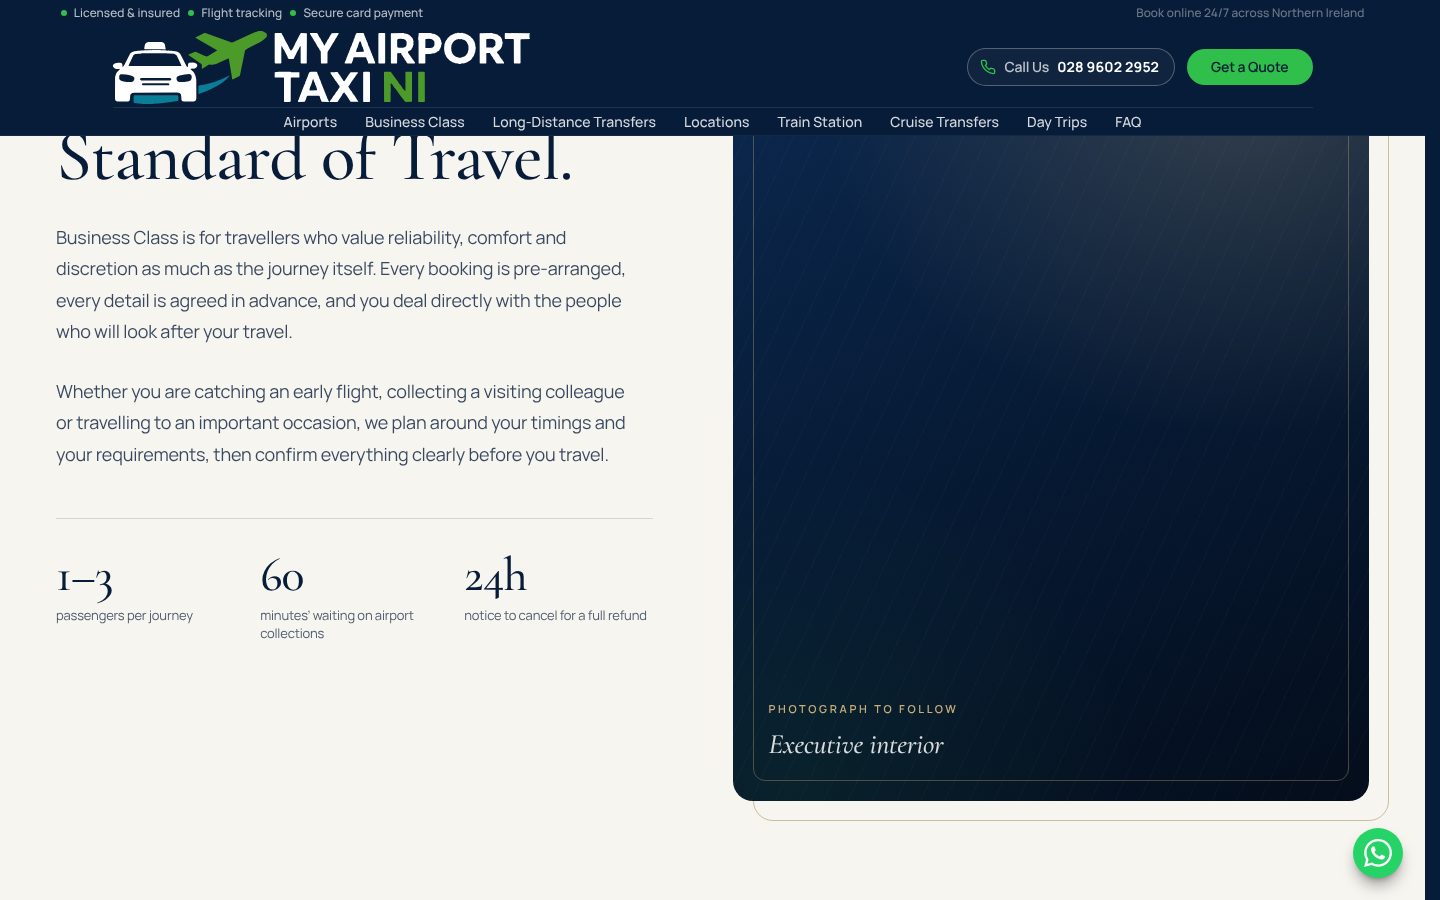 Licensed & insured
Flight tracking
Secure card payment
Book online 24/7 across Northern Ireland
MY AIRPORT
TAXI NI
Call Us 028 9602 2952
Get a Quote
Airports
Business Class
Long-Distance Transfers
Locations
Train Station
Cruise Transfers
Day Trips
FAQ
Standard of Travel.
Business Class is for travellers who value reliability, comfort and
discretion as much as the journey itself. Every booking is pre-arranged,
every detail is agreed in advance, and you deal directly with the people
who will look after your travel.
Whether you are catching an early flight, collecting a visiting colleague
or travelling to an important occasion, we plan around your timings and
your requirements, then confirm everything clearly before you travel.
1–3
passengers per journey
60
minutes' waiting on airport
collections
24h
notice to cancel for a full refund
PHOTOGRAPH TO FOLLOW
Executive interior